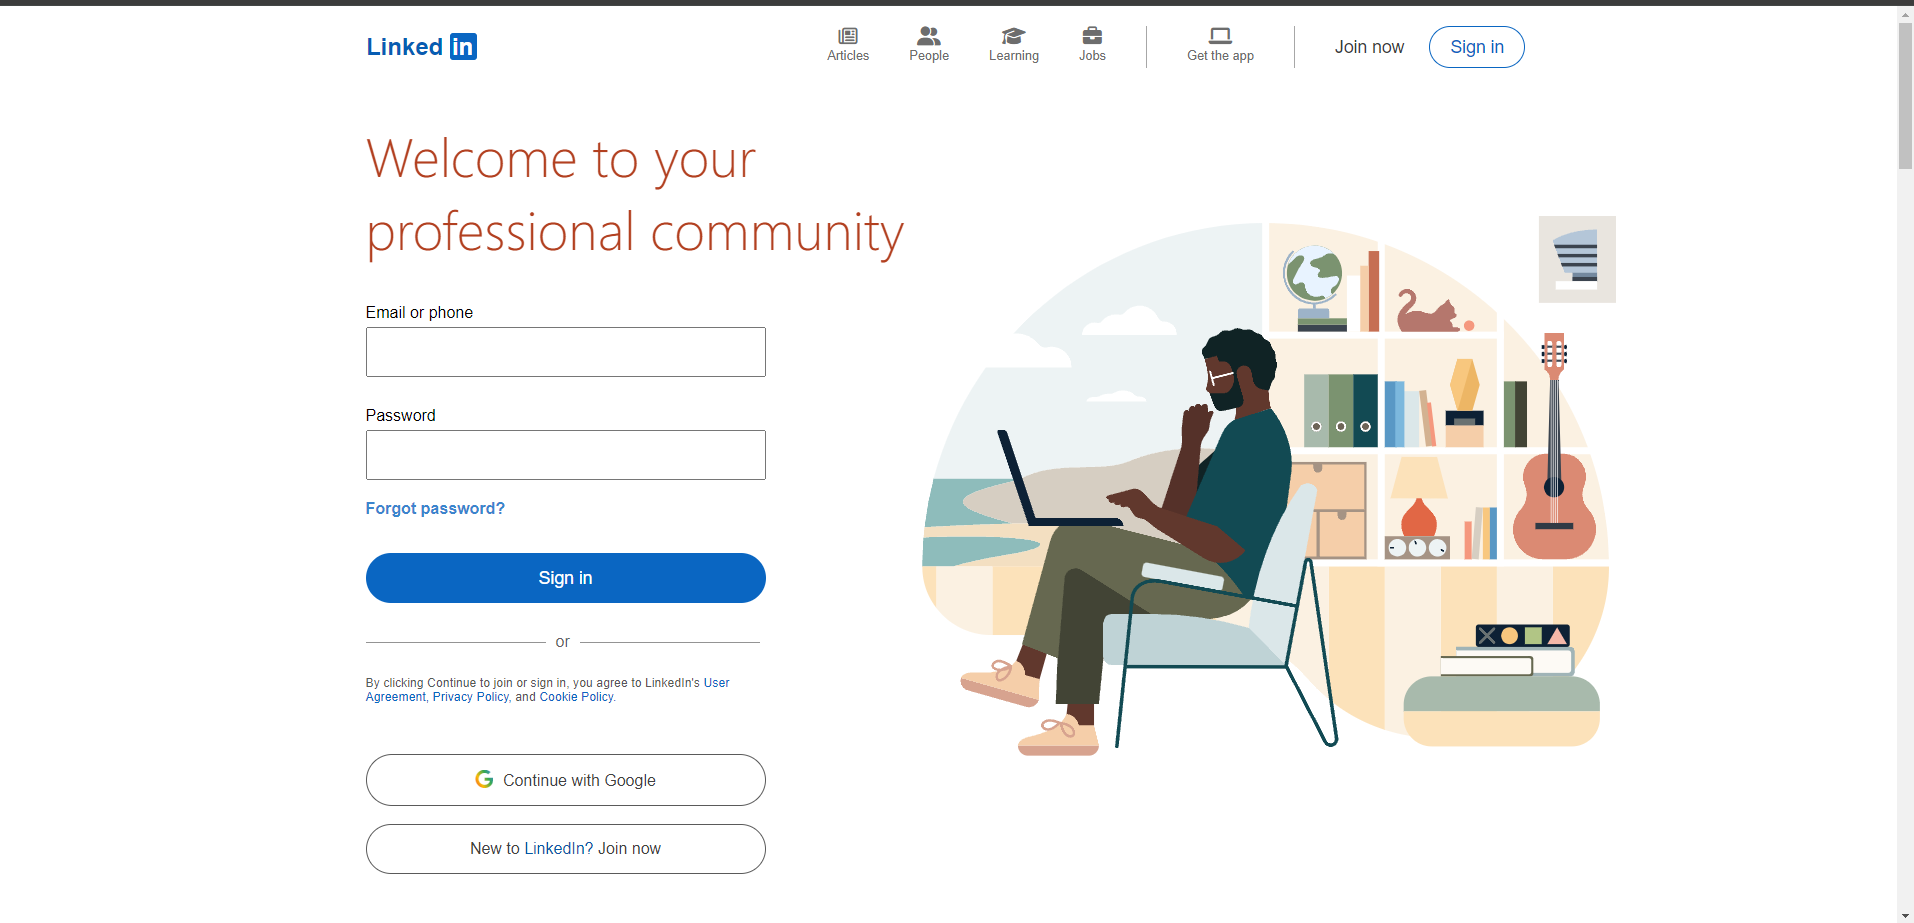 Linked in
Articles
People
Learning
Jobs
Get the app
Join now
Sign in
Welcome to your
professional community
Email or phone
Password
Forgot password?
Sign in
or
By clicking Continue to join or sign in, you agree to LinkedIn's User
Agreement, Privacy Policy, and Cookie Policy.
Continue with Google
New to LinkedIn? Join now